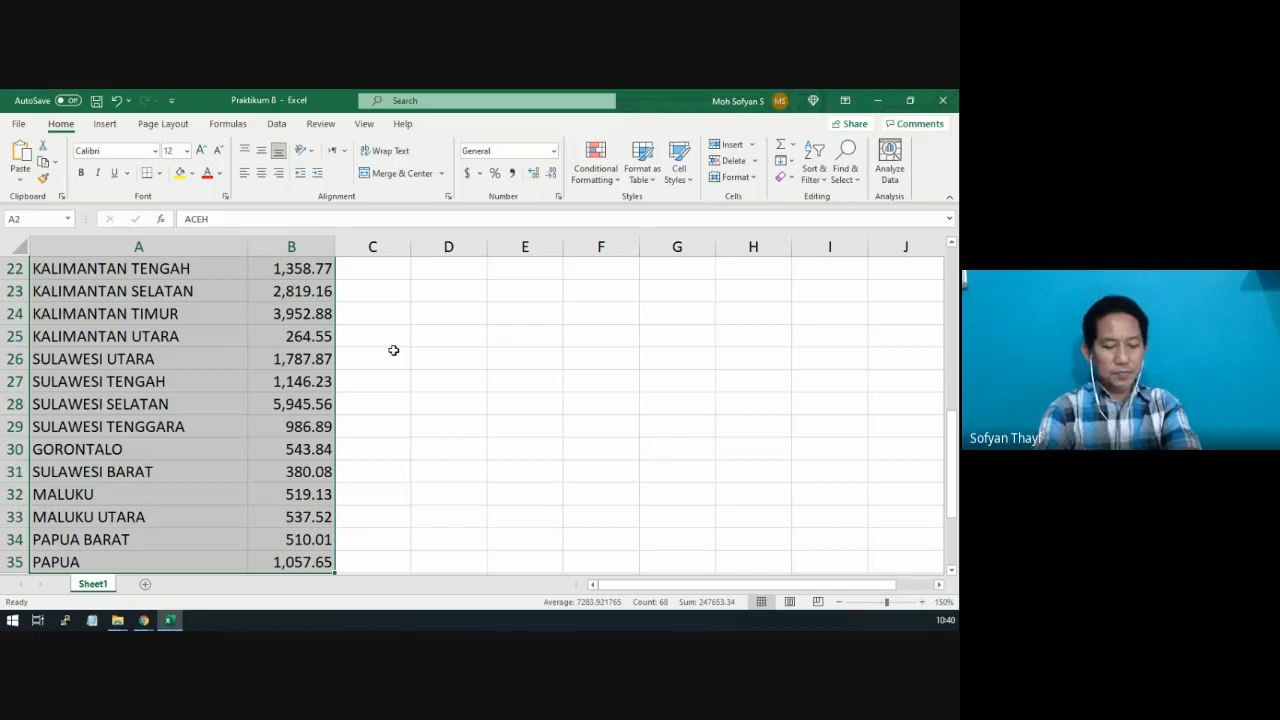 AutoSave Off Praktikum 8 - Excel Search Moh Sofyan S MS
File Home Insert Page Layout Formulas Data Review View Help Share Comments
Paste Calibri 12 Wrap Text General Insert
B I U Merge & Center $ % Conditional Formatting Format as Table Cell Styles Delete Format Sort & Filter Find & Select Analyze Data
Clipboard Font Alignment Number Styles Cells Editing Analysis
A2 fx ACEH
A B C D E F G H I J
22 KALIMANTAN TENGAH 1,358.77
23 KALIMANTAN SELATAN 2,819.16
24 KALIMANTAN TIMUR 3,952.88
25 KALIMANTAN UTARA 264.55
26 SULAWESI UTARA 1,787.87
27 SULAWESI TENGAH 1,146.23
28 SULAWESI SELATAN 5,945.56
29 SULAWESI TENGGARA 986.89
30 GORONTALO 543.84
31 SULAWESI BARAT 380.08
32 MALUKU 519.13
33 MALUKU UTARA 537.52
34 PAPUA BARAT 510.01
35 PAPUA 1,057.65
Sheet1
Ready Average: 7283.921765 Count: 68 Sum: 247653.34 150%
10:40
Sofyan Thayf